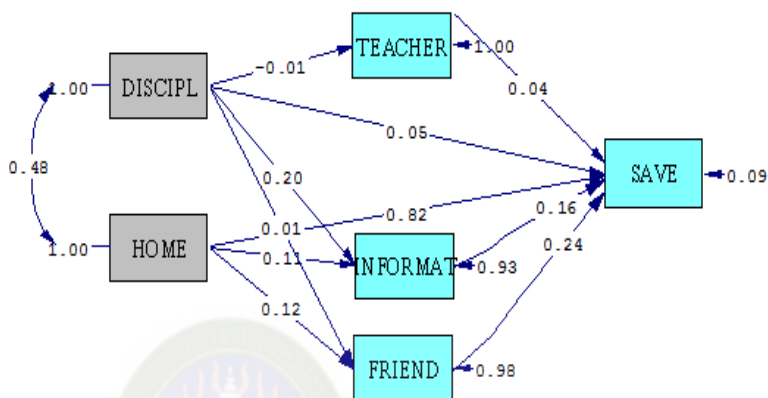 TEACHER
1.00
-0.01
1.00
DISCIPL
0.04
0.05
0.48
0.20
SAVE
0.09
0.82
0.16
1.00
HOME
0.01
0.11
INFORMAT
0.93
0.24
0.12
FRIEND
0.98